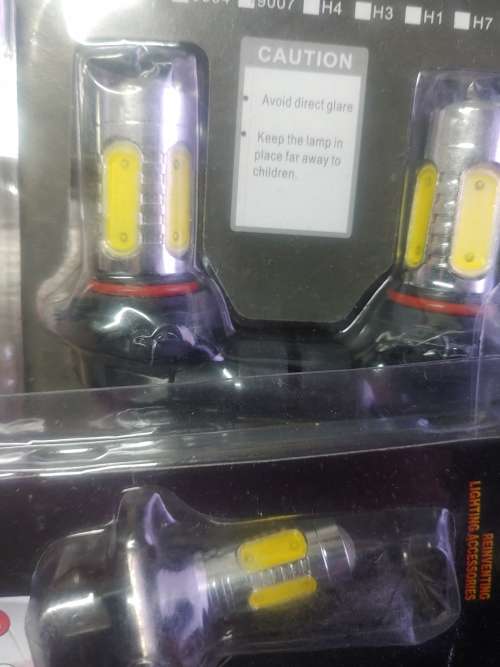 9007 H4 H3 H1 H7
CAUTION
• Avoid direct glare
• Keep the lamp in
place far away to
children.
REINVENTING
LIGHTING ACCESSORIES